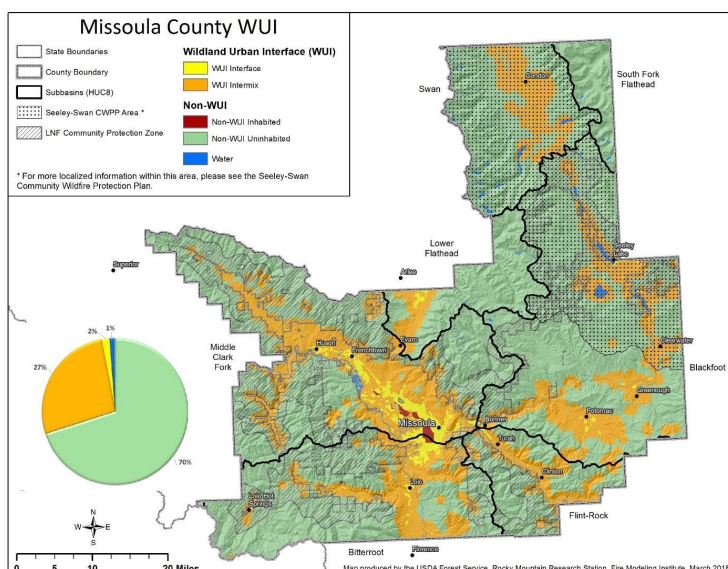 Missoula County WUI
State Boundaries
County Boundary
Subbasins (HUC8)
Seeley-Swan CWPP Area *
LNF Community Protection Zone
Wildland Urban Interface (WUI)
WUI Interface
WUI Intermix
Non-WUI
Non-WUI Inhabited
Non-WUI Uninhabited
Water
* For more localized information within this area, please see the Seeley-Swan
Community Wildfire Protection Plan.
Swan
Condon
South Fork
Flathead
Superior
Lower
Flathead
Arlee
Seeley
Lake
Middle
Clark
Fork
Huson
Frenchtown
Evaro
Clearwater
Blackfoot
Greenough
Potomac
Missoula
Bonner
Turah
Clinton
Lolo
Lolo Hot
Springs
Flint-Rock
Bitterroot
Florence
2%
1%
27%
70%
N
W
E
S
0
5
10
20 Miles
Map produced by the USDA Forest Service, Rocky Mountain Research Station, Fire Modeling Institute, March 2018